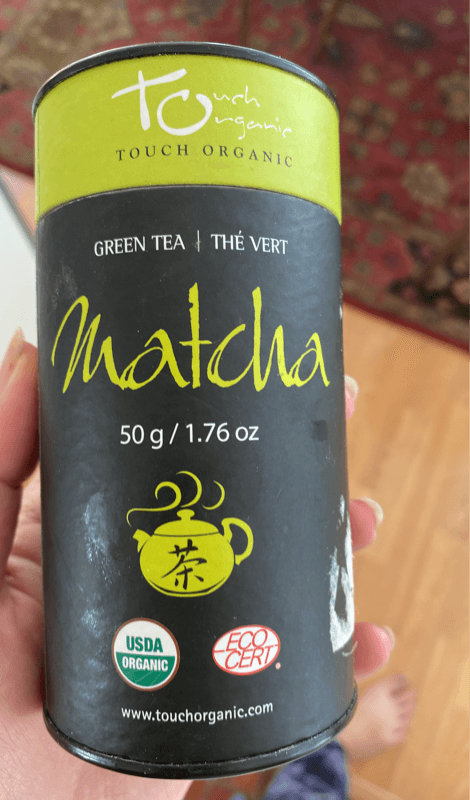 Touch
Organic
TOUCH ORGANIC
GREEN TEA | THÉ VERT
Matcha
50 g / 1.76 oz
茶
USDA
ORGANIC
ECO
CERT
www.touchorganic.com